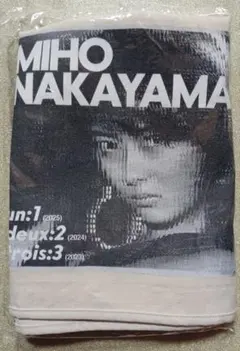 MIHO
NAKAYAMA
un:1 (2025)
deux:2 (2024)
rois:3 (2023)